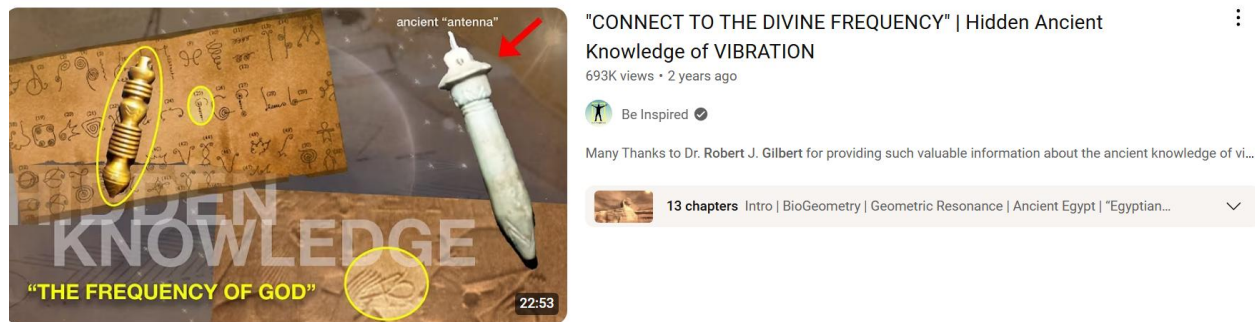 ancient “antenna”
HIDDEN
KNOWLEDGE
“THE FREQUENCY OF GOD”
22:53
"CONNECT TO THE DIVINE FREQUENCY" | Hidden Ancient
Knowledge of VIBRATION
693K views • 2 years ago
Be Inspired
Many Thanks to Dr. Robert J. Gilbert for providing such valuable information about the ancient knowledge of vi...
13 chapters Intro | BioGeometry | Geometric Resonance | Ancient Egypt | “Egyptian...